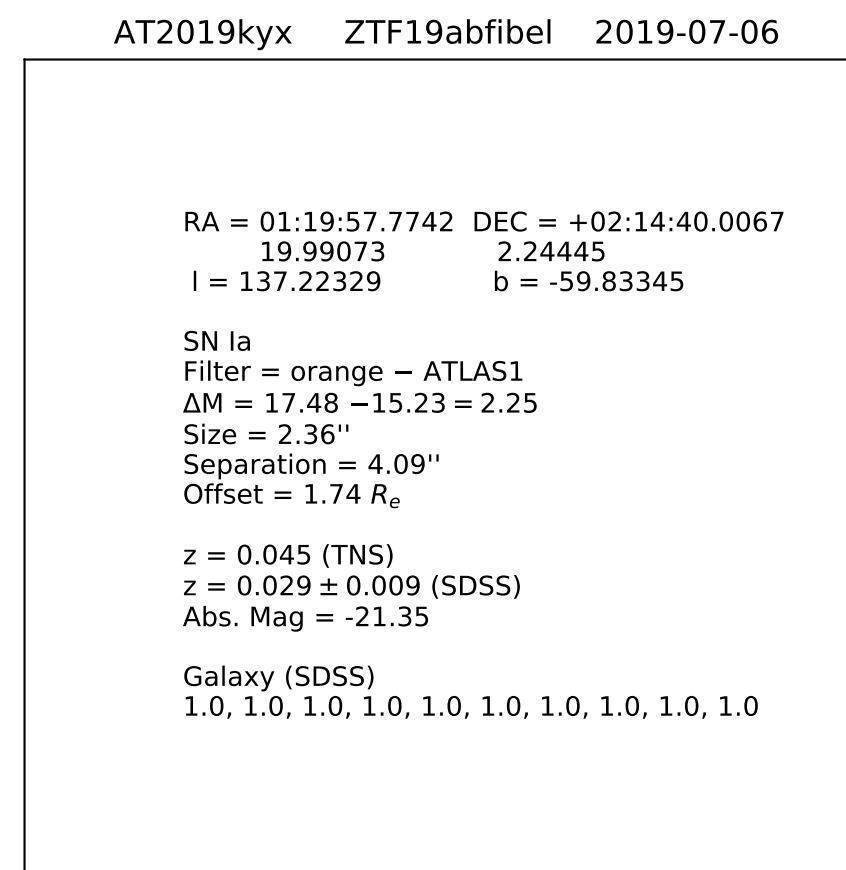 AT2019kyx ZTF19abfibel 2019-07-06
RA = 01:19:57.7742 DEC = +02:14:40.0067
19.99073 2.24445
l = 137.22329 b = -59.83345
SN Ia
Filter = orange − ATLAS1
ΔM = 17.48 −15.23 = 2.25
Size = 2.36''
Separation = 4.09''
Offset = 1.74 Rₑ
z = 0.045 (TNS)
z = 0.029 ± 0.009 (SDSS)
Abs. Mag = -21.35
Galaxy (SDSS)
1.0, 1.0, 1.0, 1.0, 1.0, 1.0, 1.0, 1.0, 1.0, 1.0